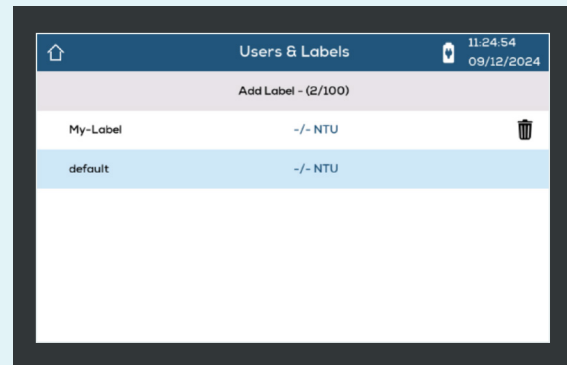 Users & Labels
11:24:54
09/12/2024
Add Label - (2/100)
My-Label -/- NTU
default -/- NTU